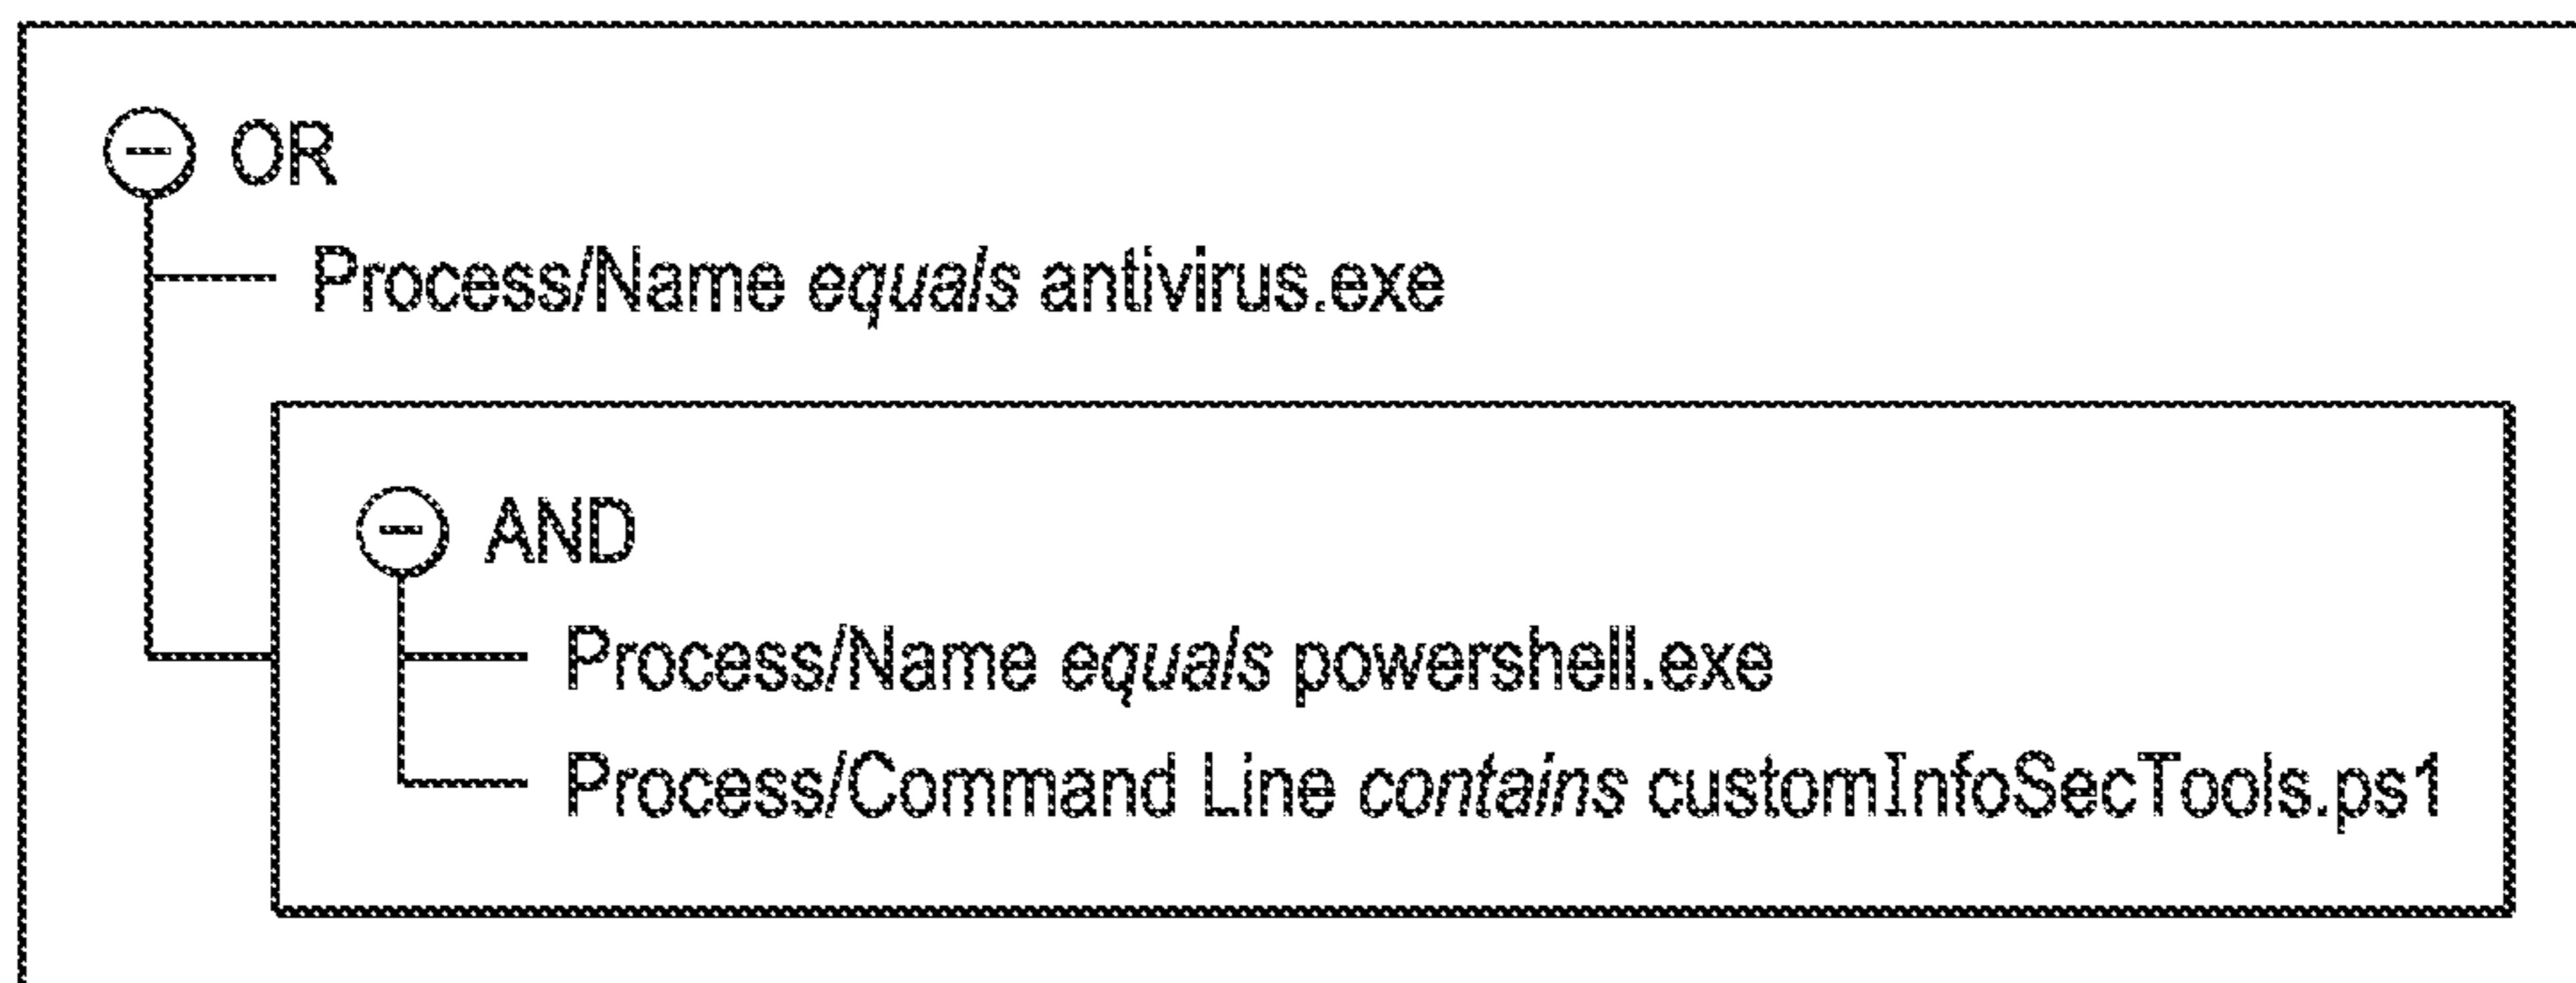 OR
Process/Name equals antivirus.exe
AND
Process/Name equals powershell.exe
Process/Command Line contains customInfoSecTools.ps1